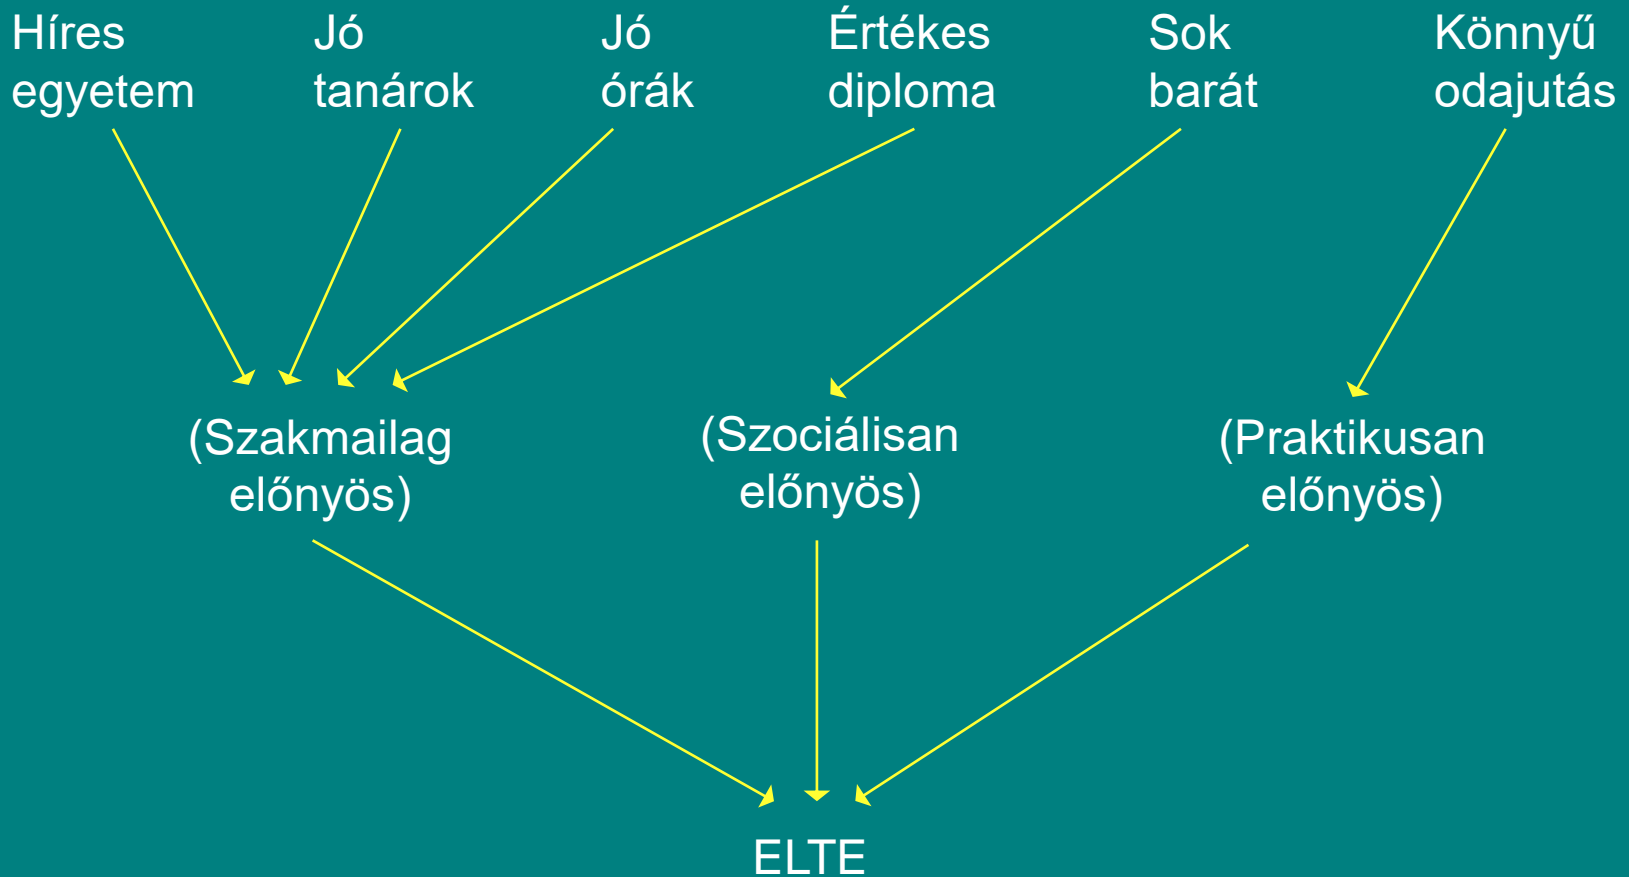 Híres
egyetem
Jó
tanárok
Jó
órák
Értékes
diploma
Sok
barát
Könnyű
odajutás
(Szakmailag
előnyös)
(Szociálisan
előnyös)
(Praktikusan
előnyös)
ELTE